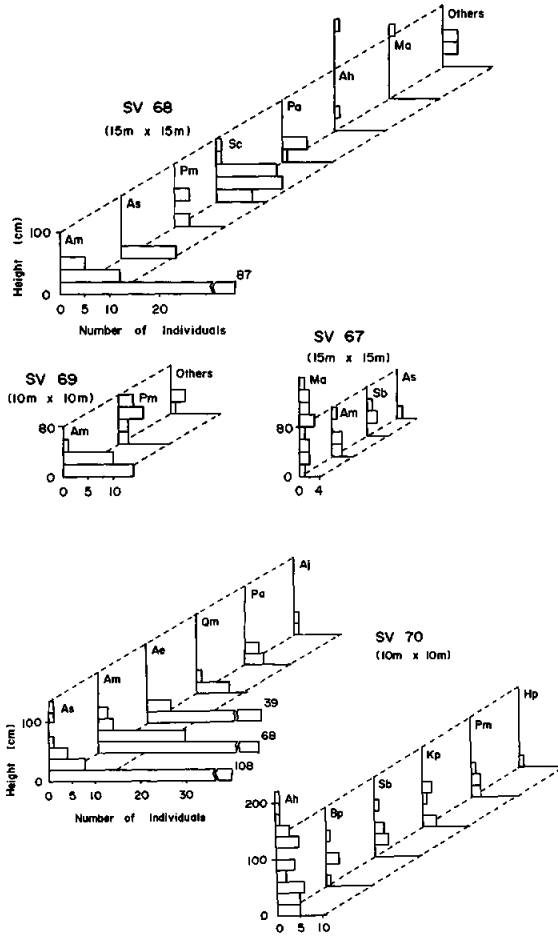 Others
Ma
Ah
SV 68
(15m x 15m)
Pa
Sc
Pm
As
Am
100
0
Height (cm)
87
0 5 10 20
Number of Individuals
SV 67
(15m x 15m)
SV 69
(10m x 10m)
Others
Pm
Am
80
0
0 5 10
Ma
Am
Sb
As
80
0
0 4
Aj
Pa
Qm
Ae
Am
As
SV 70
(10m x 10m)
100
0
Height (cm)
39
68
108
0 10 20 30
Number of Individuals
Hp
Pm
Kp
Sb
Bp
Ah
200
100
0
0 5 10